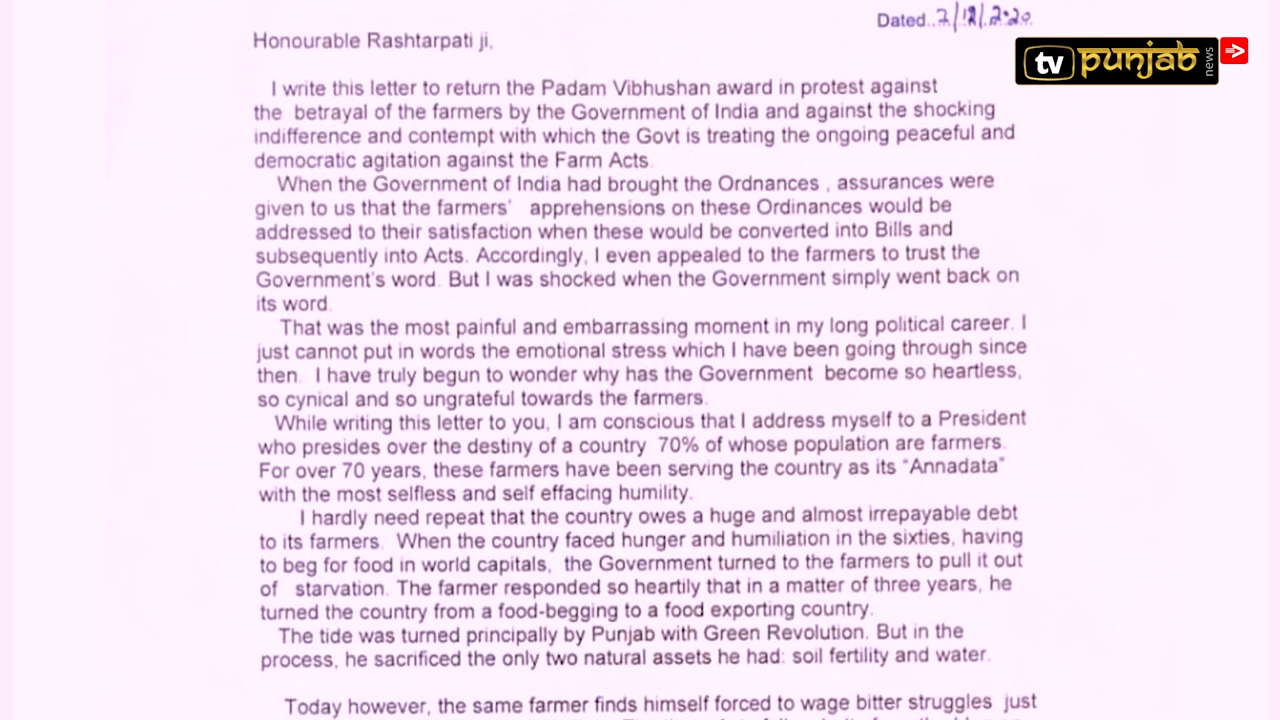 Dated..2/12/2020.
Honourable Rashtarpati ji,
tv punjab news
I write this letter to return the Padam Vibhushan award in protest against
the betrayal of the farmers by the Government of India and against the shocking
indifference and contempt with which the Govt is treating the ongoing peaceful and
democratic agitation against the Farm Acts.
When the Government of India had brought the Ordnances , assurances were
given to us that the farmers' apprehensions on these Ordinances would be
addressed to their satisfaction when these would be converted into Bills and
subsequently into Acts. Accordingly, I even appealed to the farmers to trust the
Government's word. But I was shocked when the Government simply went back on
its word.
That was the most painful and embarrassing moment in my long political career. I
just cannot put in words the emotional stress which I have been going through since
then. I have truly begun to wonder why has the Government become so heartless,
so cynical and so ungrateful towards the farmers.
While writing this letter to you, I am conscious that I address myself to a President
who presides over the destiny of a country 70% of whose population are farmers.
For over 70 years, these farmers have been serving the country as its "Annadata"
with the most selfless and self effacing humility.
I hardly need repeat that the country owes a huge and almost irrepayable debt
to its farmers. When the country faced hunger and humiliation in the sixties, having
to beg for food in world capitals, the Government turned to the farmers to pull it out
of starvation. The farmer responded so heartily that in a matter of three years, he
turned the country from a food-begging to a food exporting country.
The tide was turned principally by Punjab with Green Revolution. But in the
process, he sacrificed the only two natural assets he had: soil fertility and water.
Today however, the same farmer finds himself forced to wage bitter struggles just